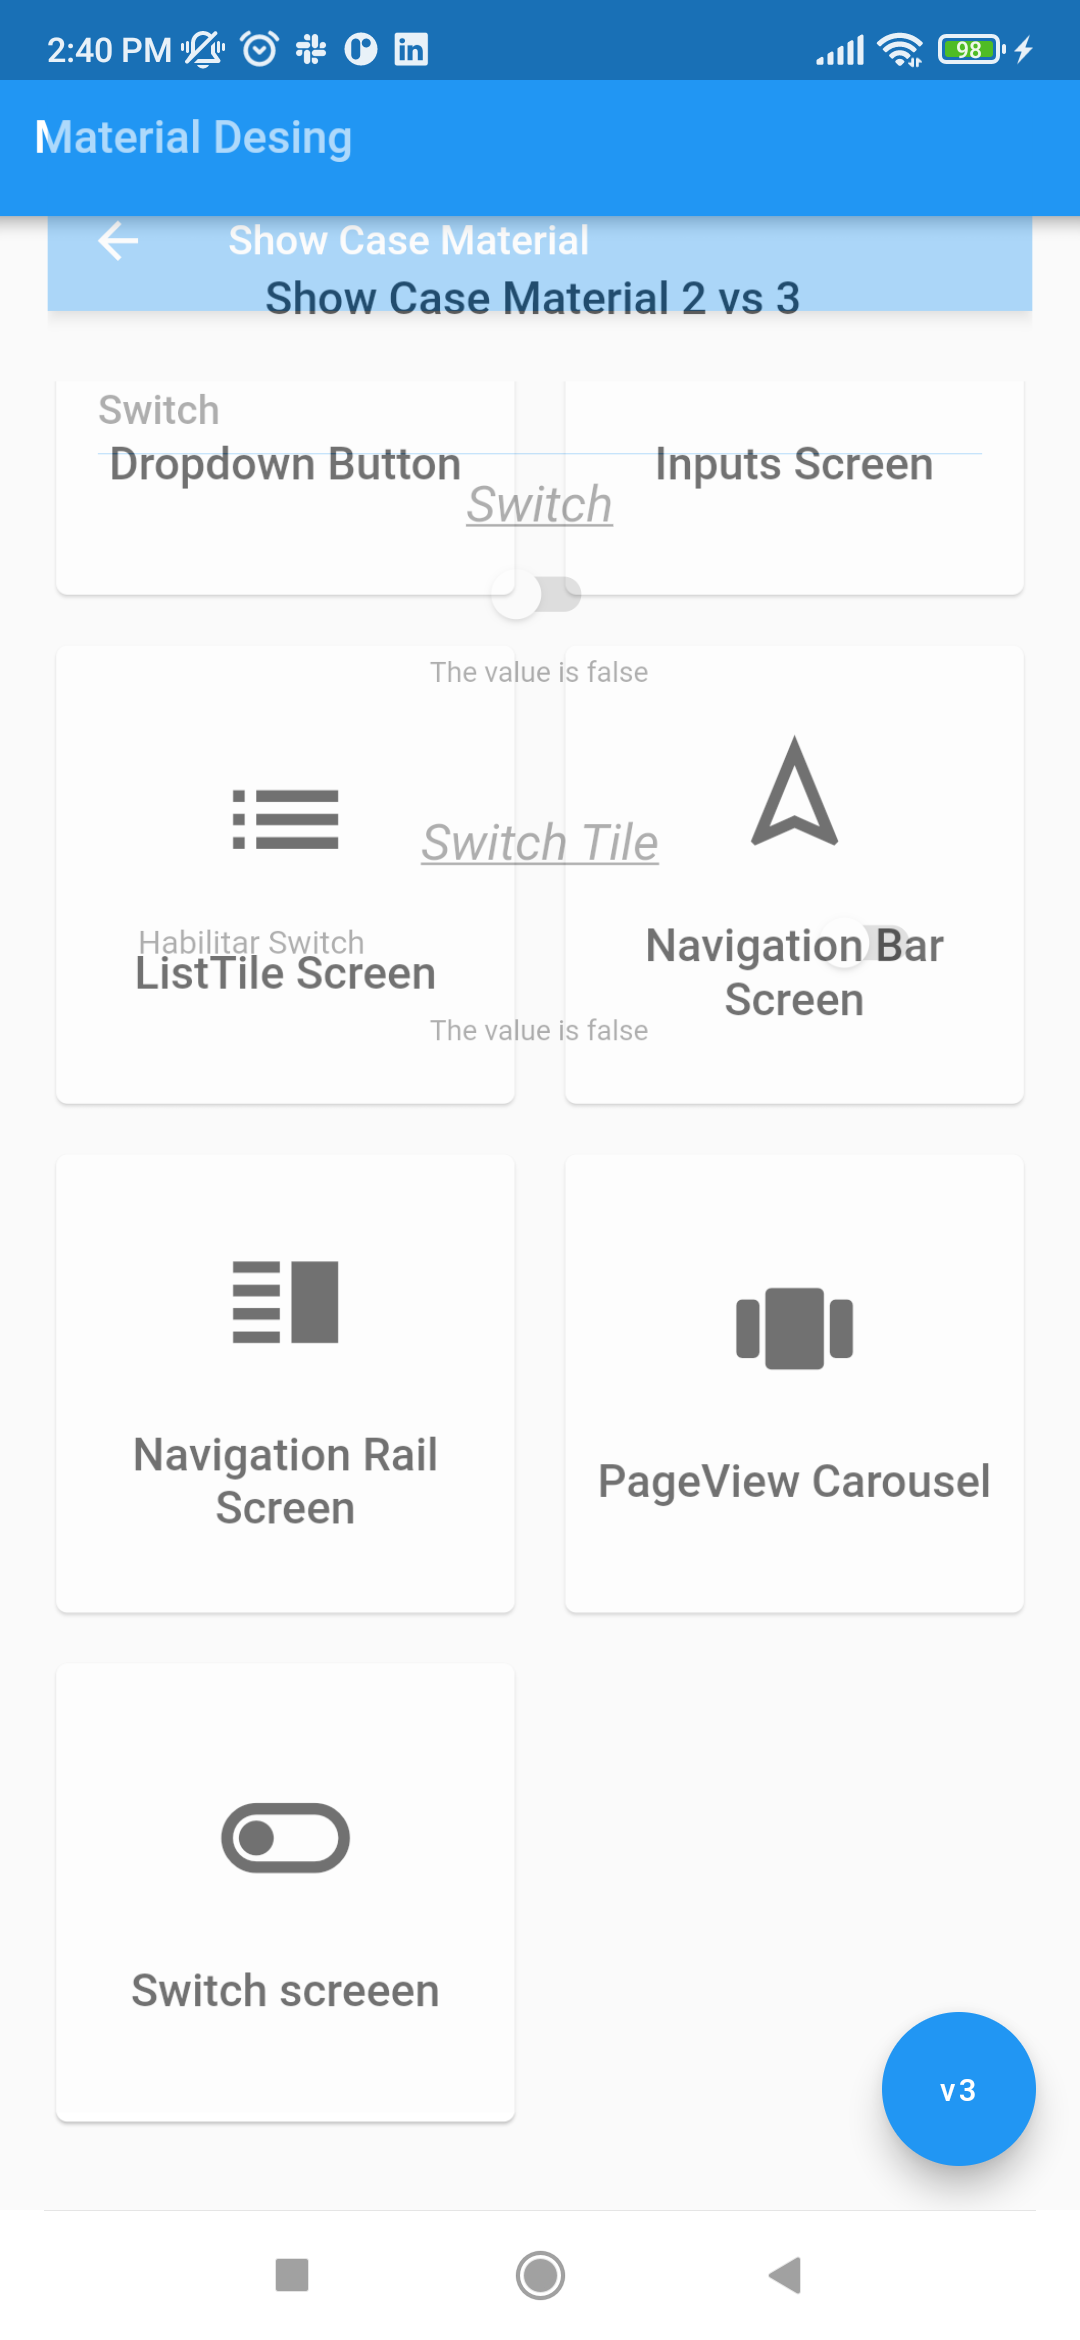 2:40 PM
98
Material Desing
Show Case Material
Show Case Material 2 vs 3
Switch
Dropdown Button
Inputs Screen
Switch
The value is false
Switch Tile
Habilitar Switch
ListTile Screen
Navigation Bar
Screen
The value is false
Navigation Rail
Screen
PageView Carousel
Switch screeen
v3